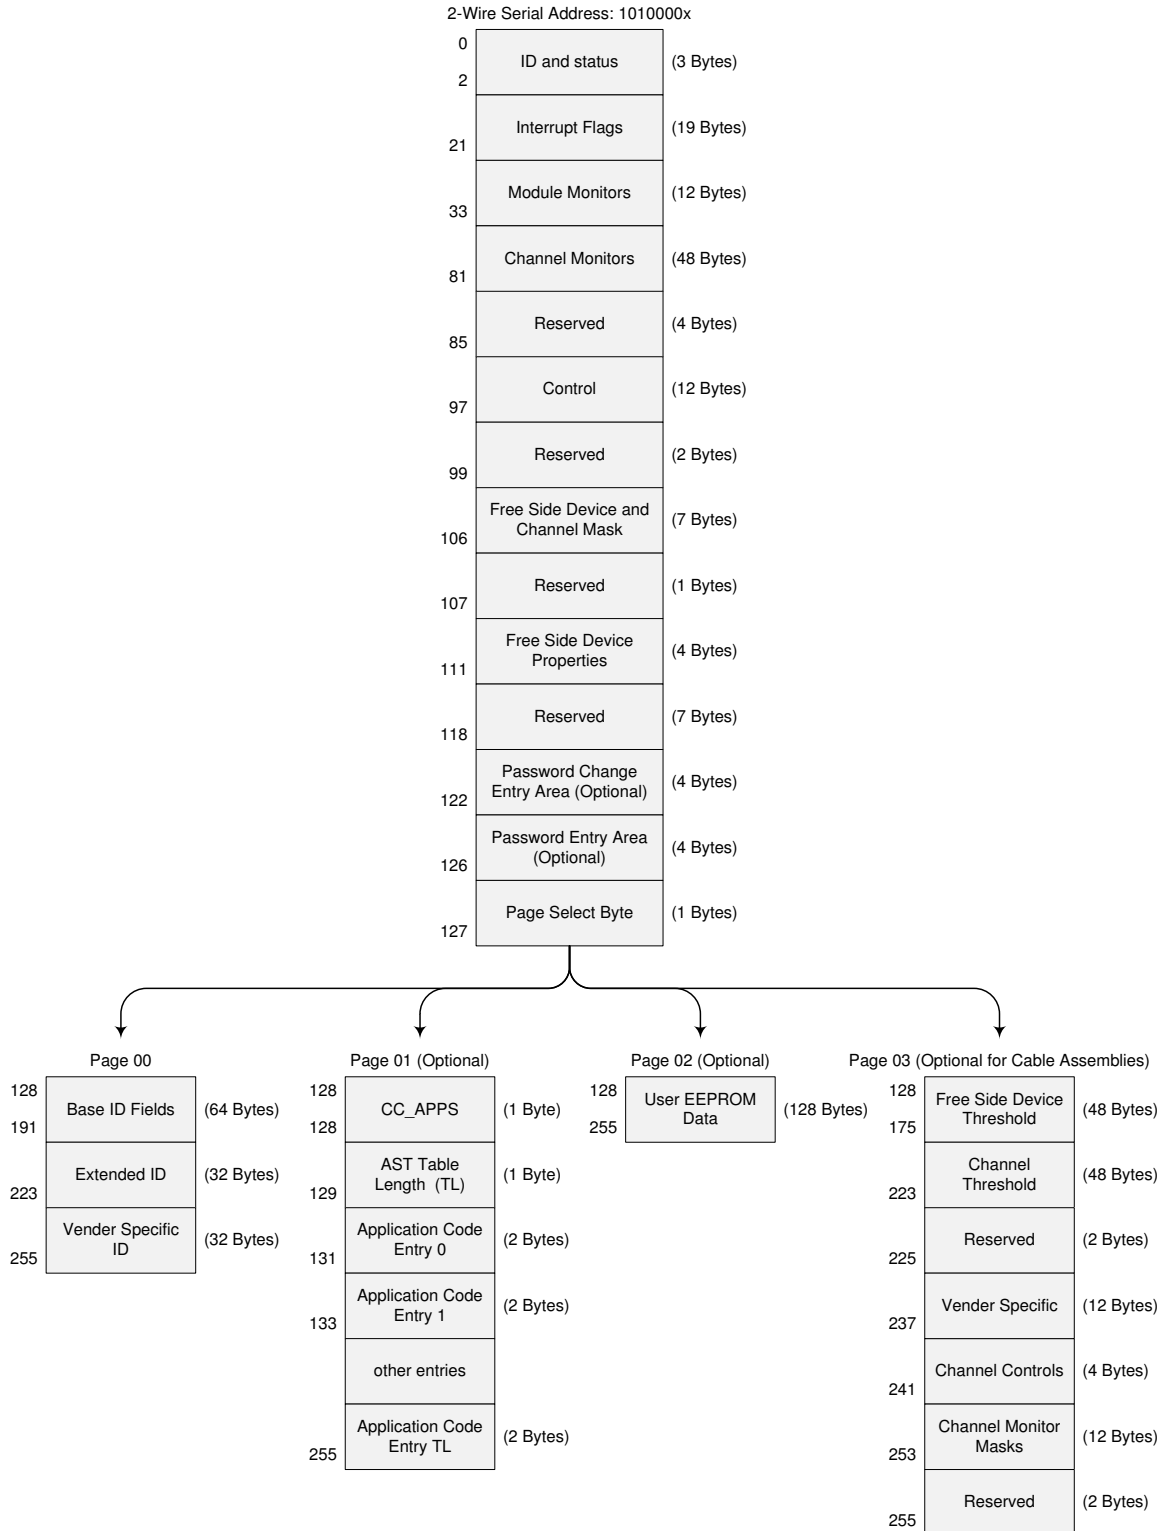 2-Wire Serial Address: 1010000x
0
ID and status
(3 Bytes)
2
Interrupt Flags
(19 Bytes)
21
Module Monitors
(12 Bytes)
33
Channel Monitors
(48 Bytes)
81
Reserved
(4 Bytes)
85
Control
(12 Bytes)
97
Reserved
(2 Bytes)
99
Free Side Device and
Channel Mask
(7 Bytes)
106
Reserved
(1 Bytes)
107
Free Side Device
Properties
(4 Bytes)
111
Reserved
(7 Bytes)
118
Password Change
Entry Area (Optional)
(4 Bytes)
122
Password Entry Area
(Optional)
(4 Bytes)
126
Page Select Byte
(1 Bytes)
127
Page 00
128
Base ID Fields
(64 Bytes)
191
Extended ID
(32 Bytes)
223
Vender Specific
ID
(32 Bytes)
255
Page 01 (Optional)
128
CC_APPS
(1 Byte)
128
AST Table
Length (TL)
(1 Byte)
129
Application Code
Entry 0
(2 Bytes)
131
Application Code
Entry 1
(2 Bytes)
133
other entries
Application Code
Entry TL
(2 Bytes)
255
Page 02 (Optional)
128
User EEPROM
Data
(128 Bytes)
255
Page 03 (Optional for Cable Assemblies)
128
Free Side Device
Threshold
(48 Bytes)
175
Channel
Threshold
(48 Bytes)
223
Reserved
(2 Bytes)
225
Vender Specific
(12 Bytes)
237
Channel Controls
(4 Bytes)
241
Channel Monitor
Masks
(12 Bytes)
253
Reserved
(2 Bytes)
255